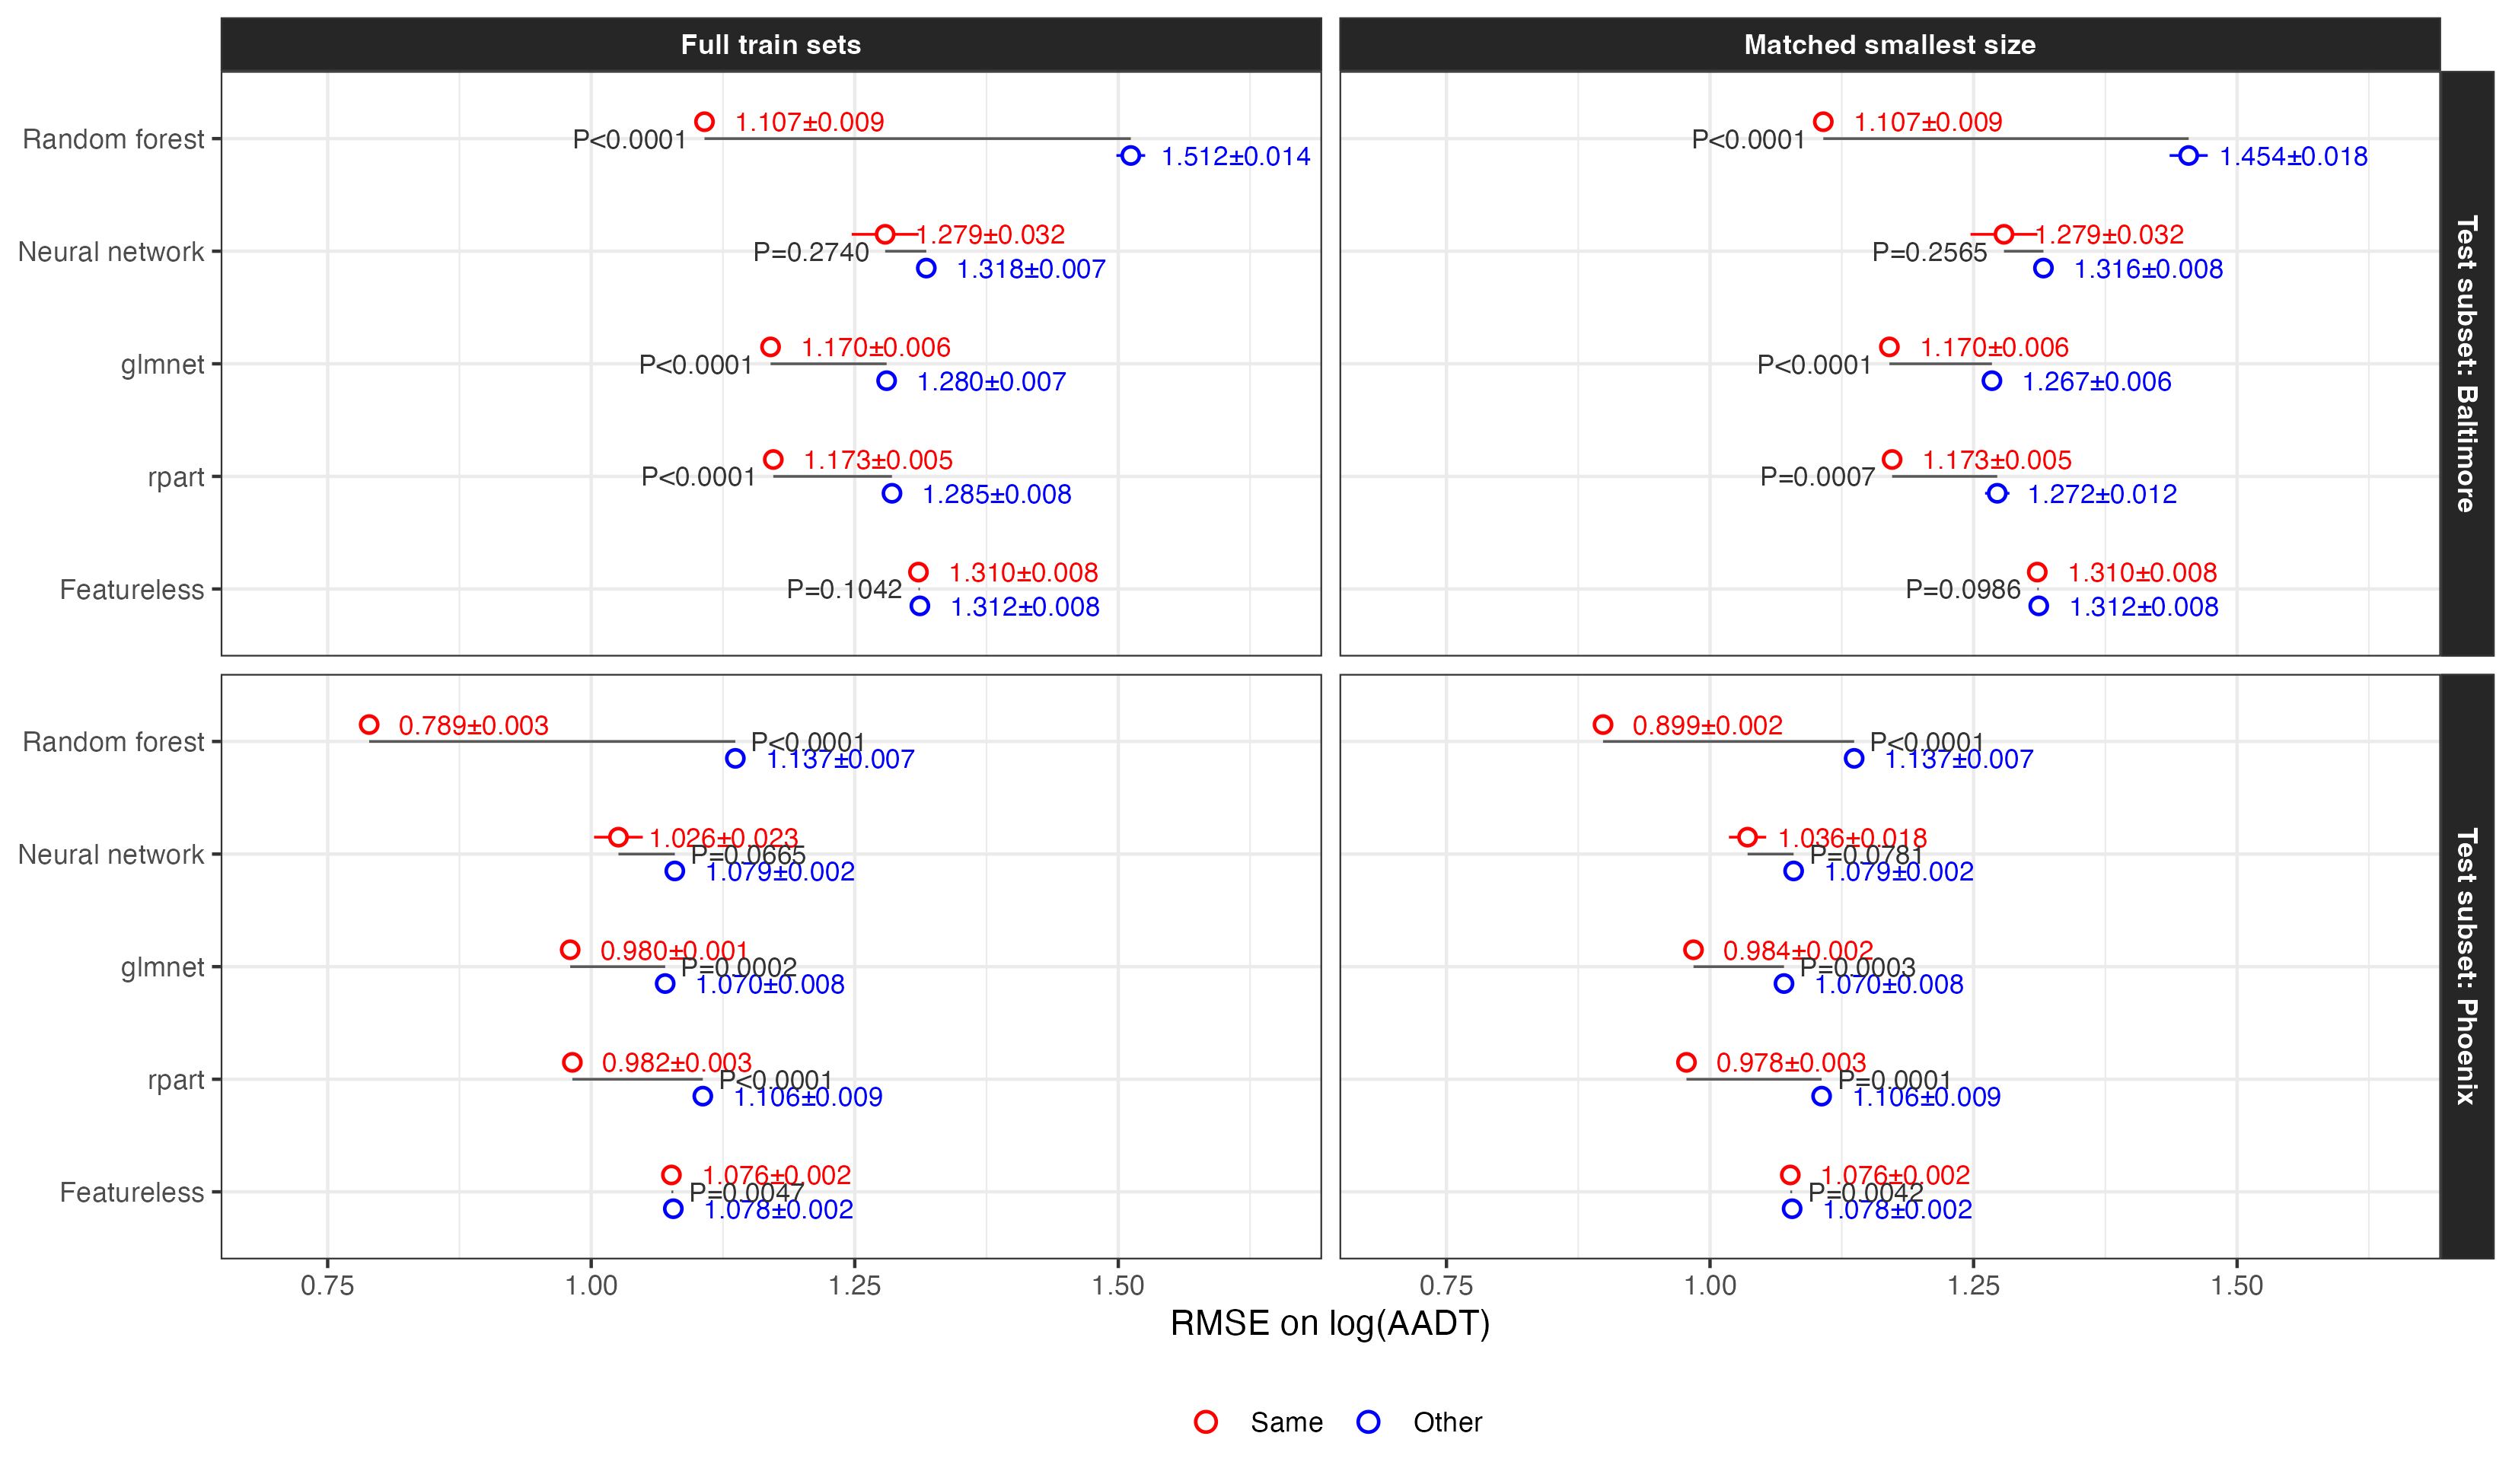 Full train sets
Matched smallest size
Test subset: Baltimore
Random forest
P<0.0001
1.107±0.009
1.512±0.014
P<0.0001
1.107±0.009
1.454±0.018
Neural network
P=0.2740
1.279±0.032
1.318±0.007
P=0.2565
1.279±0.032
1.316±0.008
glmnet
P<0.0001
1.170±0.006
1.280±0.007
P<0.0001
1.170±0.006
1.267±0.006
rpart
P<0.0001
1.173±0.005
1.285±0.008
P=0.0007
1.173±0.005
1.272±0.012
Featureless
P=0.1042
1.310±0.008
1.312±0.008
P=0.0986
1.310±0.008
1.312±0.008
Test subset: Phoenix
Random forest
0.789±0.003
P<0.0001
1.137±0.007
0.899±0.002
P<0.0001
1.137±0.007
Neural network
1.026±0.023
P=0.0665
1.079±0.002
1.036±0.018
P=0.0781
1.079±0.002
glmnet
0.980±0.001
P=0.0002
1.070±0.008
0.984±0.002
P=0.0003
1.070±0.008
rpart
0.982±0.003
P<0.0001
1.106±0.009
0.978±0.003
P=0.0001
1.106±0.009
Featureless
1.076±0.002
P=0.0047
1.078±0.002
1.076±0.002
P=0.0042
1.078±0.002
0.75 1.00 1.25 1.50
0.75 1.00 1.25 1.50
RMSE on log(AADT)
Same Other